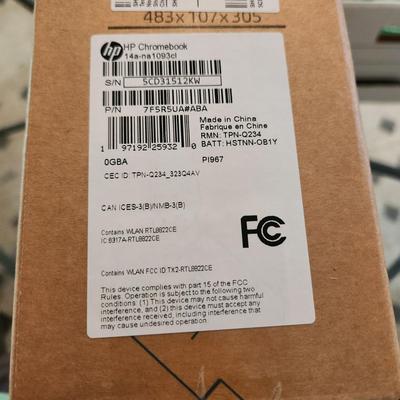 483x107x305
hp HP Chromebook
14a-na1093cl
S/N 5CD31512KW
P/N 7F5R5UA#ABA
1 97192 25932 0
Made in China
Fabriqué en Chine
RMN: TPN-Q234
BATT: HSTNN-OB1Y
0GBA PI967
CEC ID: TPN-Q234_323Q4AV
CAN ICES-3(B)/NMB-3(B)
FC
Contains WLAN RTL8822CE
IC:6317A-RTL8822CE
Contains WLAN FCC ID:TX2-RTL8822CE
This device complies with part 15 of the FCC
Rules. Operation is subject to the following two
conditions: (1) This device may not cause harmful
interference, and (2) this device must accept any
interference received, including interference that
may cause undesired operation.